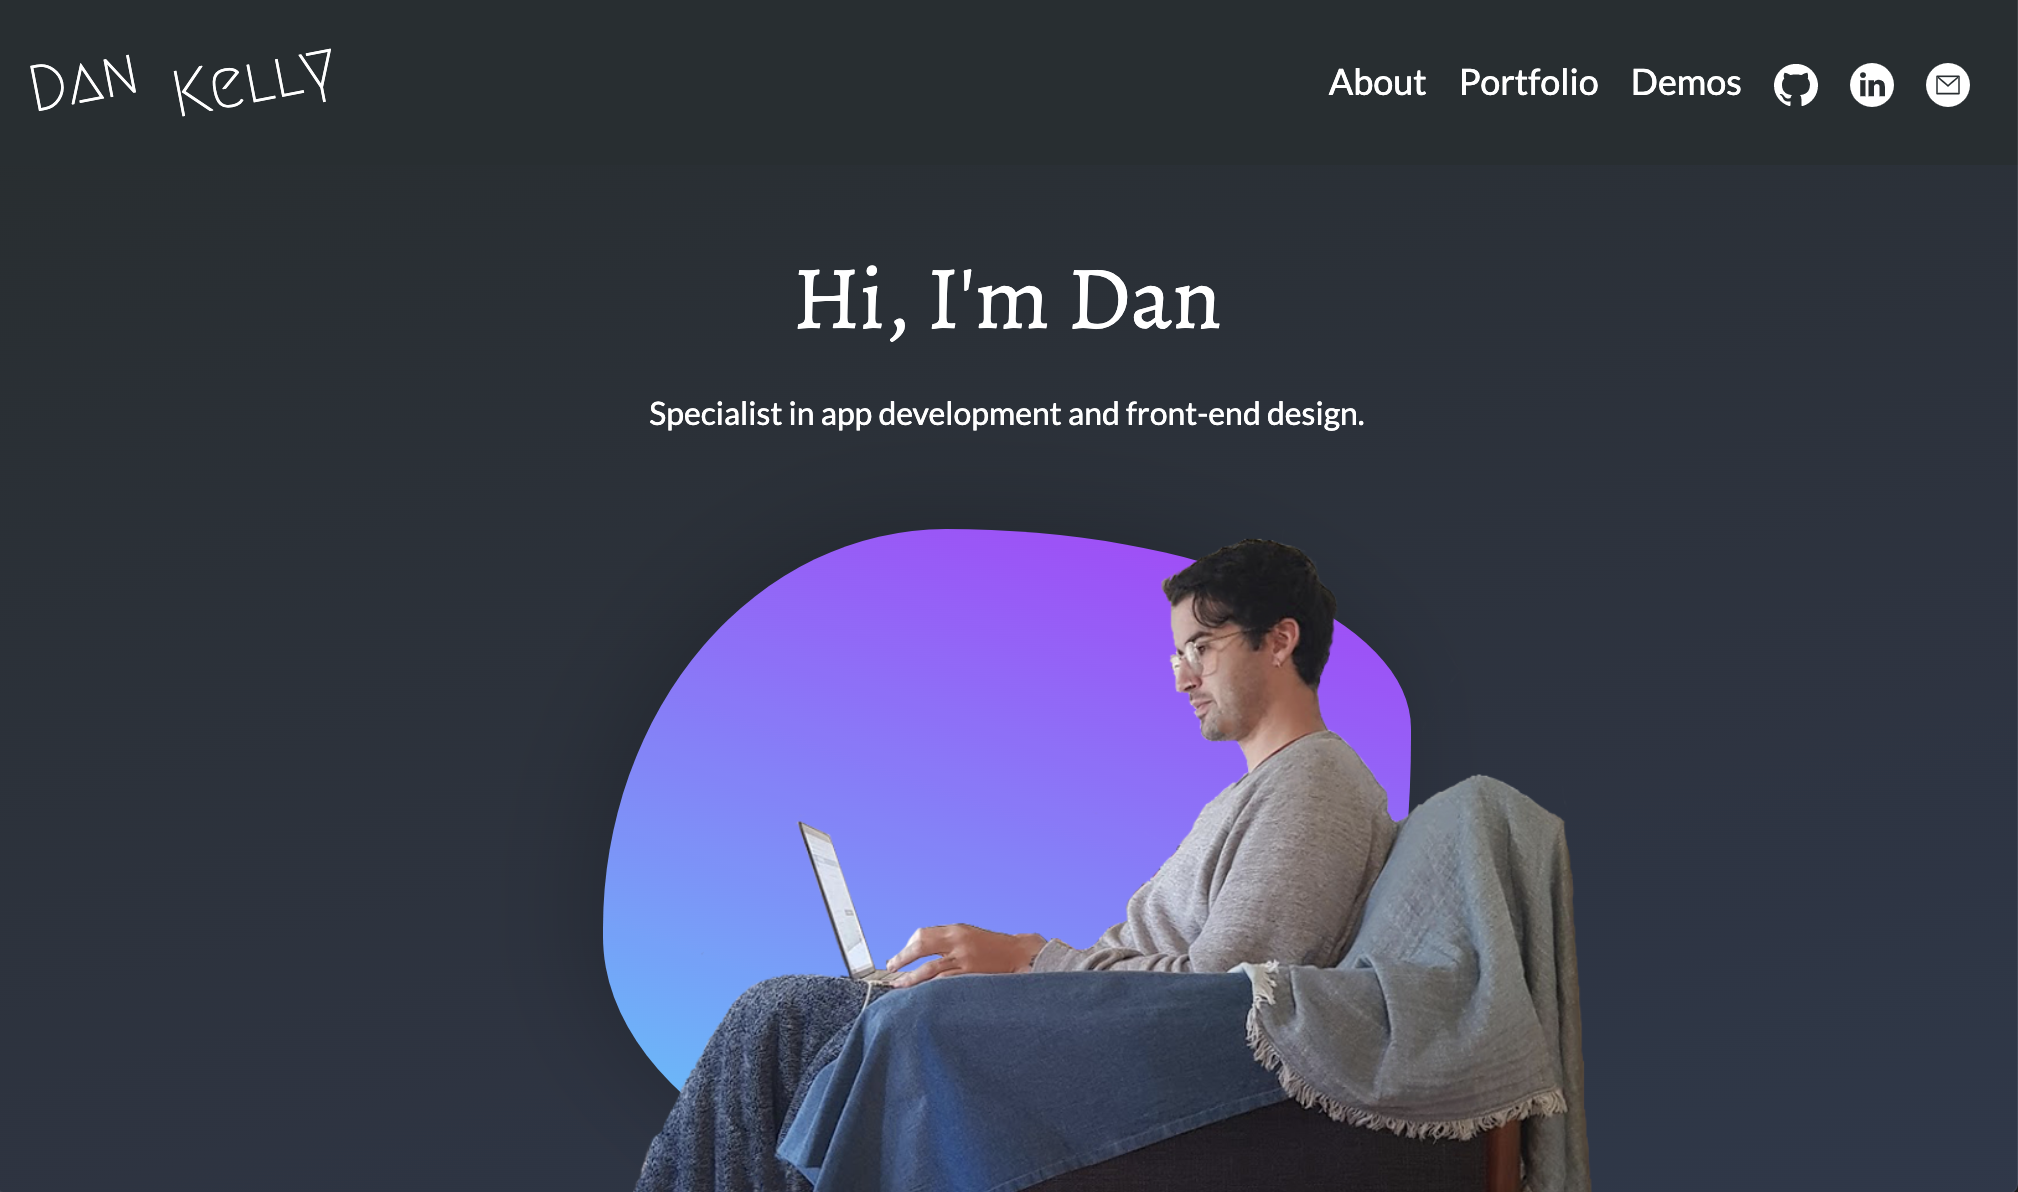 DAN KeLLY
About Portfolio Demos
Hi, I'm Dan
Specialist in app development and front-end design.